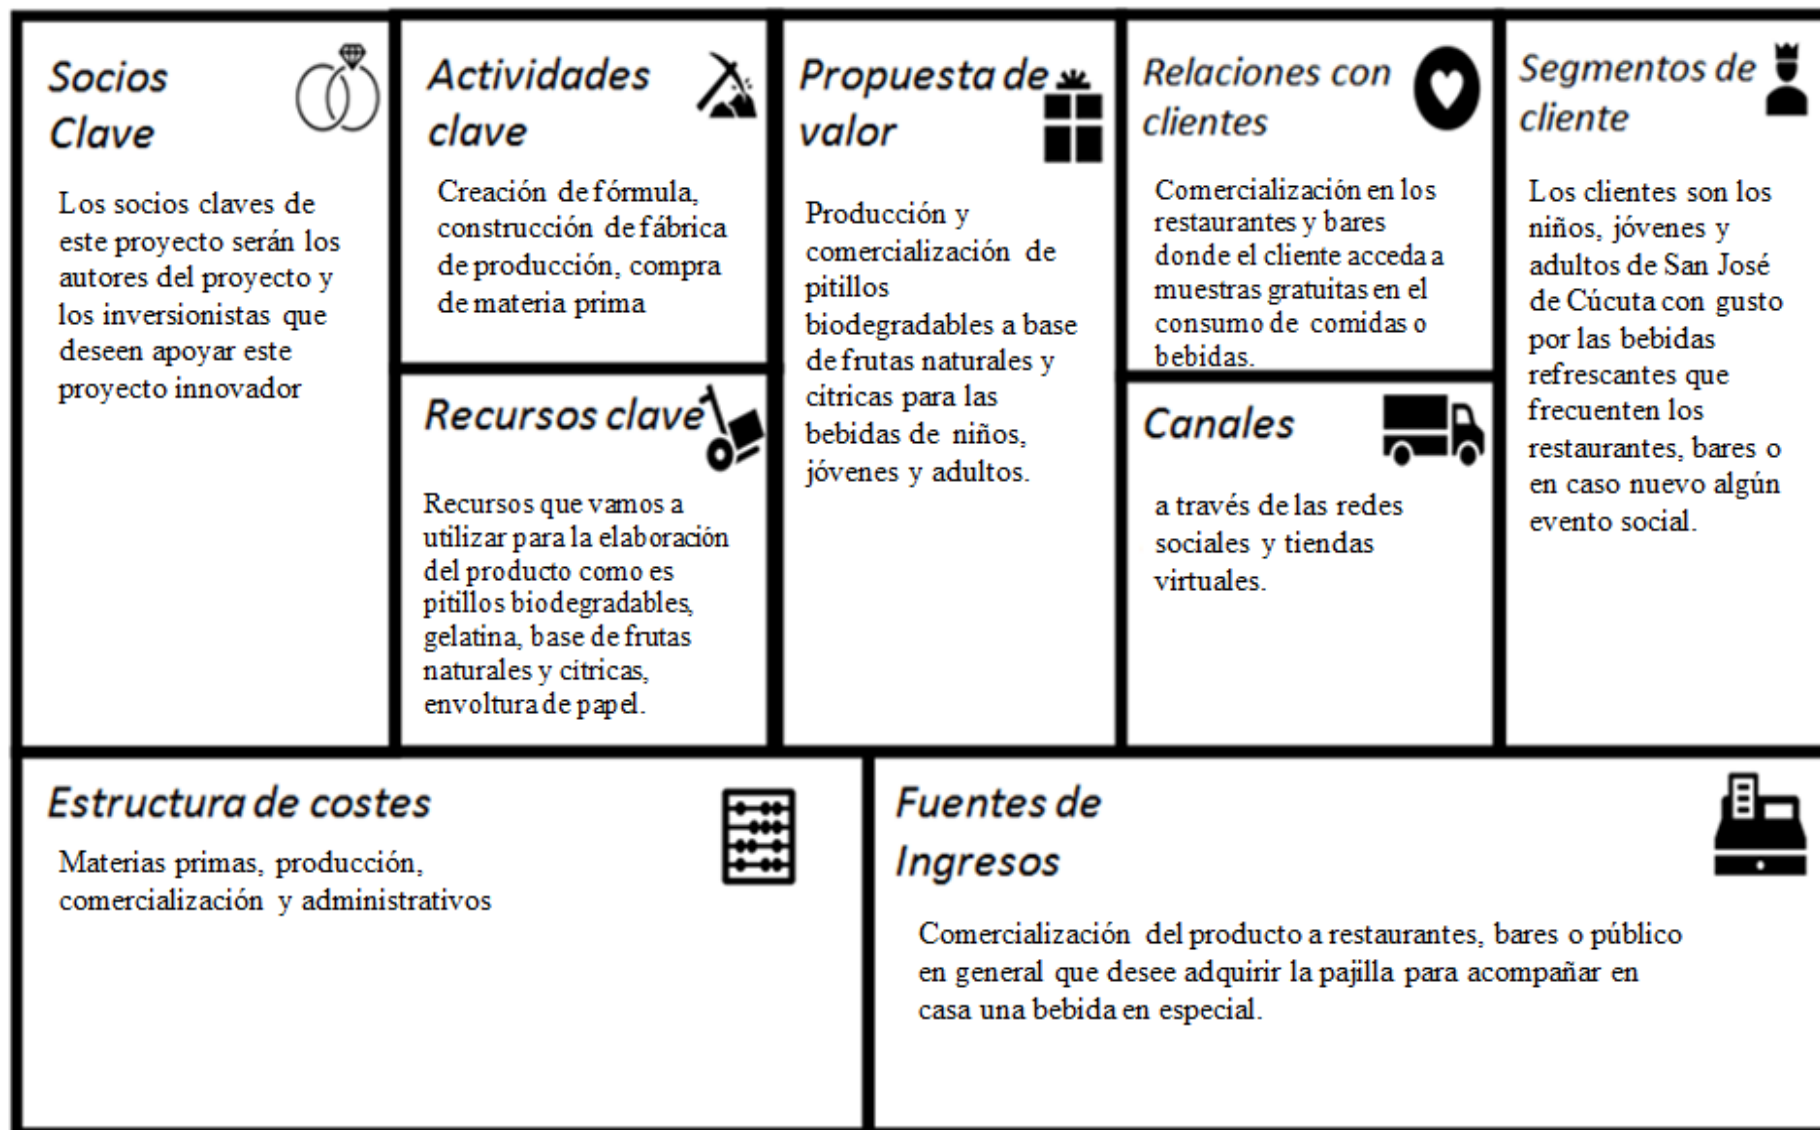 Socios
Clave
Los socios claves de
este proyecto serán los
autores del proyecto y
los inversionistas que
deseen apoyar este
proyecto innovador
Actividades
clave
Creación de fórmula,
construcción de fábrica
de producción, compra
de materia prima
Recursos clave
Recursos que vamos a
utilizar para la elaboración
del producto como es
pitillos biodegradables,
gelatina, base de frutas
naturales y cítricas,
envoltura de papel.
Propuesta de
valor
Producción y
comercialización de
pitillos
biodegradables a base
de frutas naturales y
cítricas para las
bebidas de niños,
jóvenes y adultos.
Relaciones con
clientes
Comercialización en los
restaurantes y bares
donde el cliente acceda a
muestras gratuitas en el
consumo de comidas o
bebidas.
Canales
a través de las redes
sociales y tiendas
virtuales.
Segmentos de
cliente
Los clientes son los
niños, jóvenes y
adultos de San José
de Cúcuta con gusto
por las bebidas
refrescantes que
frecuenten los
restaurantes, bares o
en caso nuevo algún
evento social.
Estructura de costes
Materias primas, producción,
comercialización y administrativos
Fuentes de
Ingresos
Comercialización del producto a restaurantes, bares o público
en general que desee adquirir la pajilla para acompañar en
casa una bebida en especial.